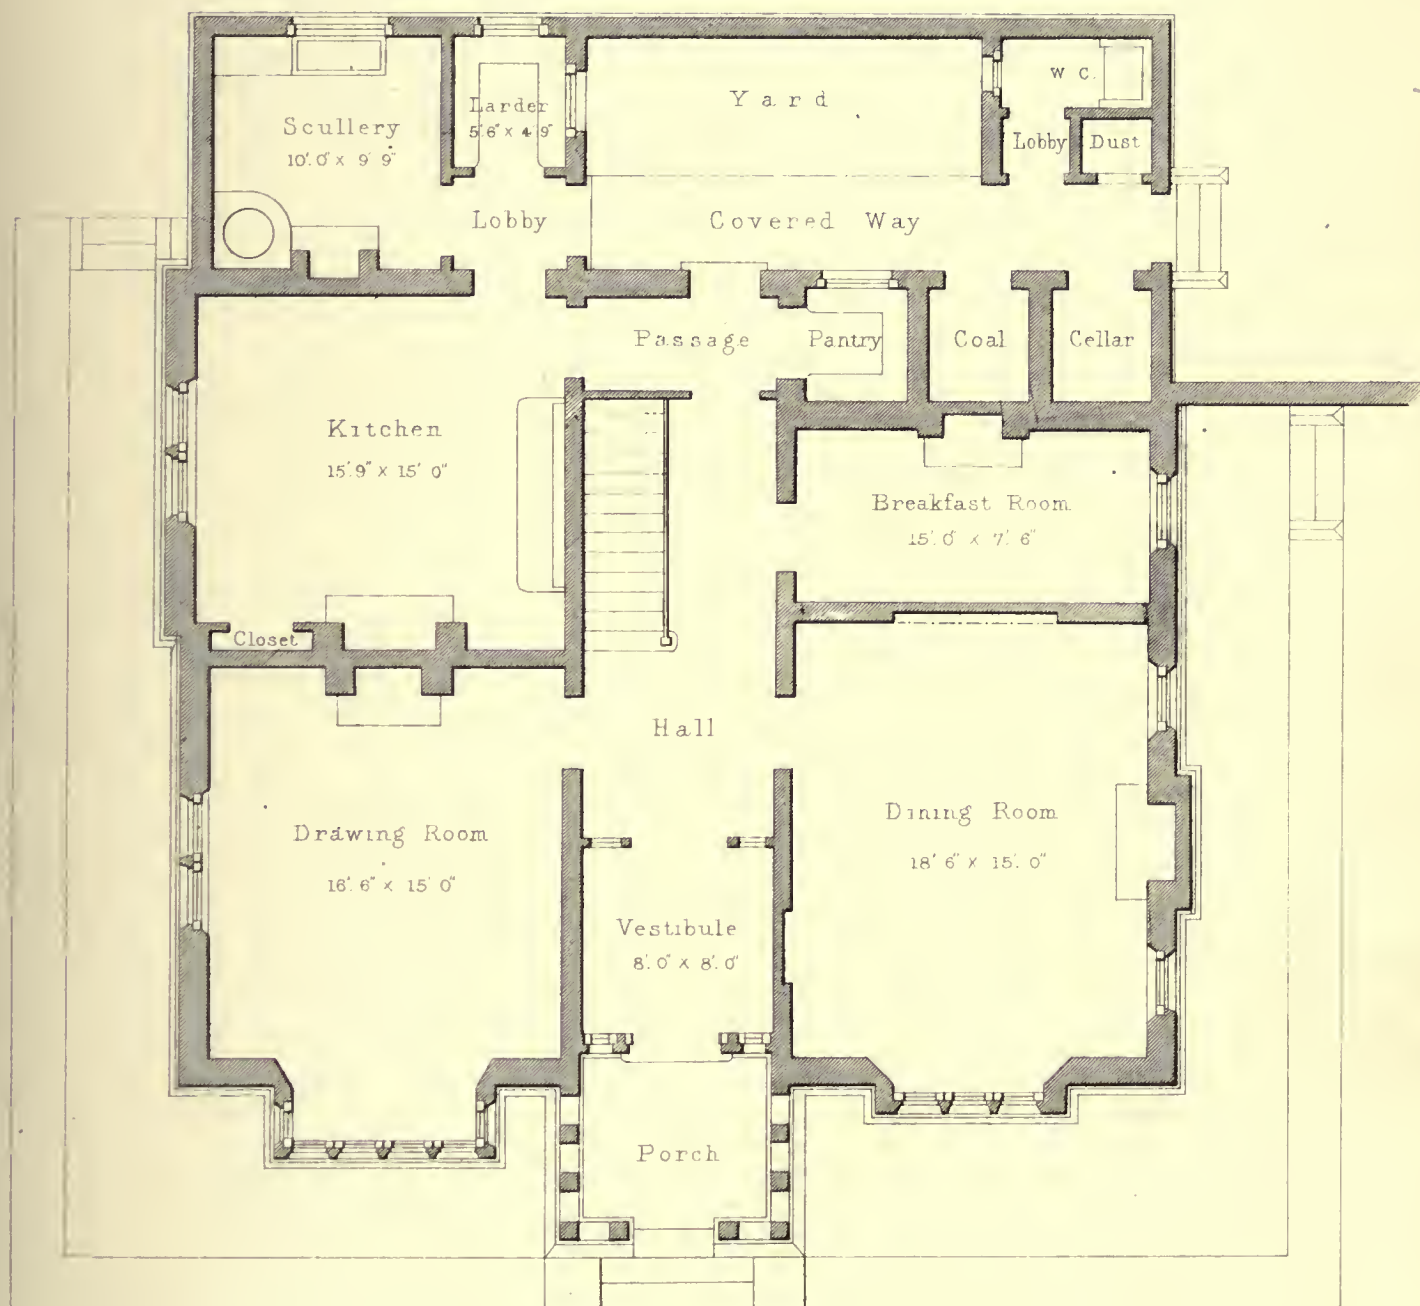 Scullery
10'. 0" x 9' 9"
Larder
5' 6" x 4' 9"
Yard
W C.
Lobby
Dust
Lobby
Covered Way
Passage
Pantry
Coal
Cellar
Kitchen
15'. 9" x 15' 0"
Breakfast Room
15'. 0" x 7'. 6"
Closet
Hall
Drawing Room
16'. 6" x 15' 0"
Dining Room
18' 6" x 15'. 0"
Vestibule
8'. 0" x 8'. 0"
Porch